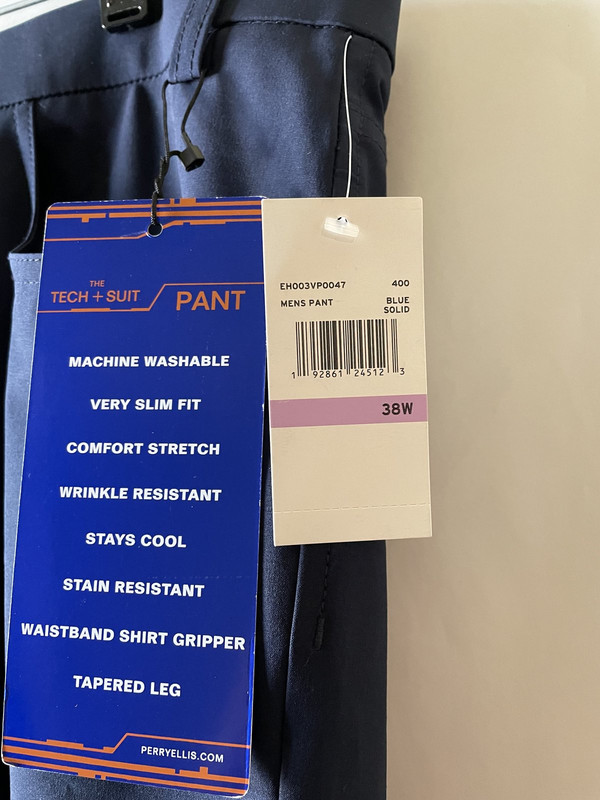 THE
TECH + SUIT PANT
MACHINE WASHABLE
VERY SLIM FIT
COMFORT STRETCH
WRINKLE RESISTANT
STAYS COOL
STAIN RESISTANT
WAISTBAND SHIRT GRIPPER
TAPERED LEG
PERRYELLIS.COM
EH003VP0047 400
MENS PANT BLUE
SOLID
1 92861 24512 3
38W